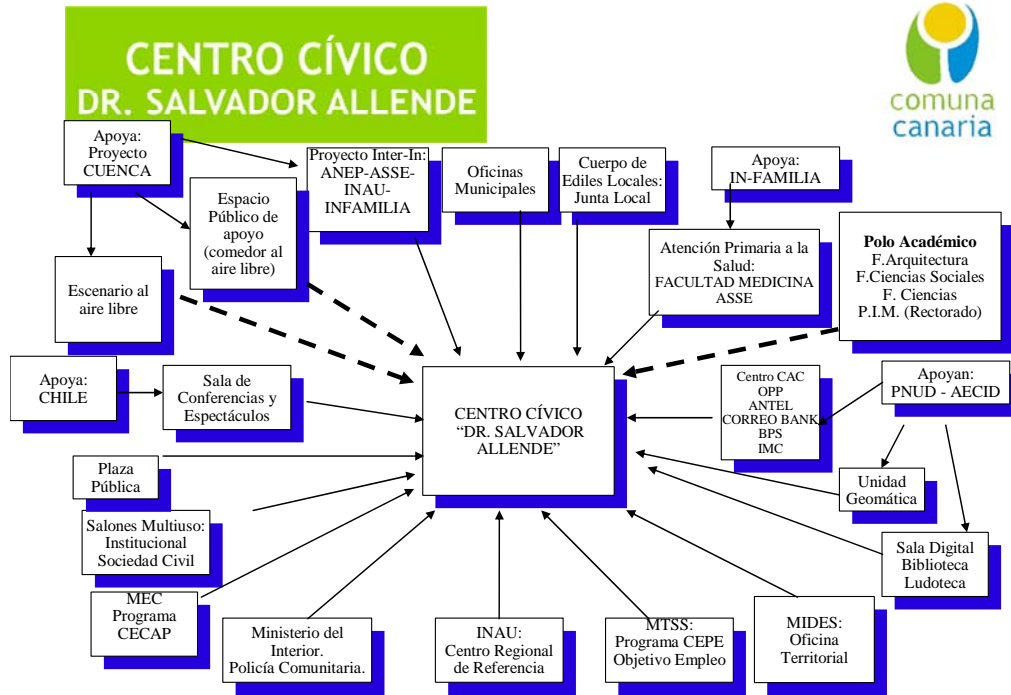 CENTRO CÍVICO
DR. SALVADOR ALLENDE
comuna
canaria
Apoya:
Proyecto
CUENCA
Proyecto Inter-In:
ANEP-ASSE-
INAU-
INFAMILIA
Oficinas
Municipales
Cuerpo de
Ediles Locales:
Junta Local
Apoya:
IN-FAMILIA
Espacio
Público de
apoyo
(comedor al
aire libre)
Escenario al
aire libre
Atención Primaria a la
Salud:
FACULTAD MEDICINA
ASSE
Polo Académico
F.Arquitectura
F.Ciencias Sociales
F. Ciencias
P.I.M. (Rectorado)
Apoya:
CHILE
Sala de
Conferencias y
Espectáculos
CENTRO CÍVICO
“DR. SALVADOR
ALLENDE”
Centro CAC
OPP
ANTEL
CORREO BANK
BPS
IMC
Apoyan:
PNUD - AECID
Plaza
Pública
Unidad
Geomática
Salones Multiuso:
Institucional
Sociedad Civil
Sala Digital
Biblioteca
Ludoteca
MEC
Programa
CECAP
Ministerio del
Interior.
Policía Comunitaria.
INAU:
Centro Regional
de Referencia
MTSS:
Programa CEPE
Objetivo Empleo
MIDES:
Oficina
Territorial